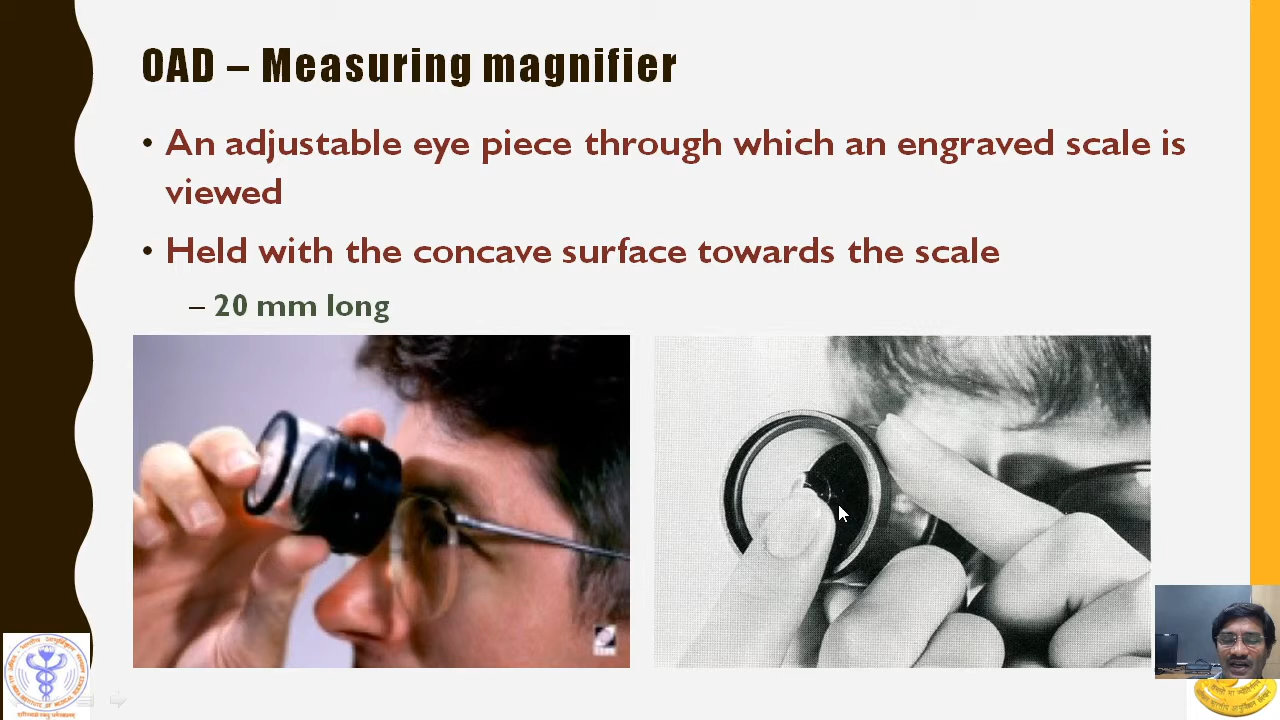 OAD – Measuring magnifier
• An adjustable eye piece through which an engraved scale is
viewed
• Held with the concave surface towards the scale
– 20 mm long